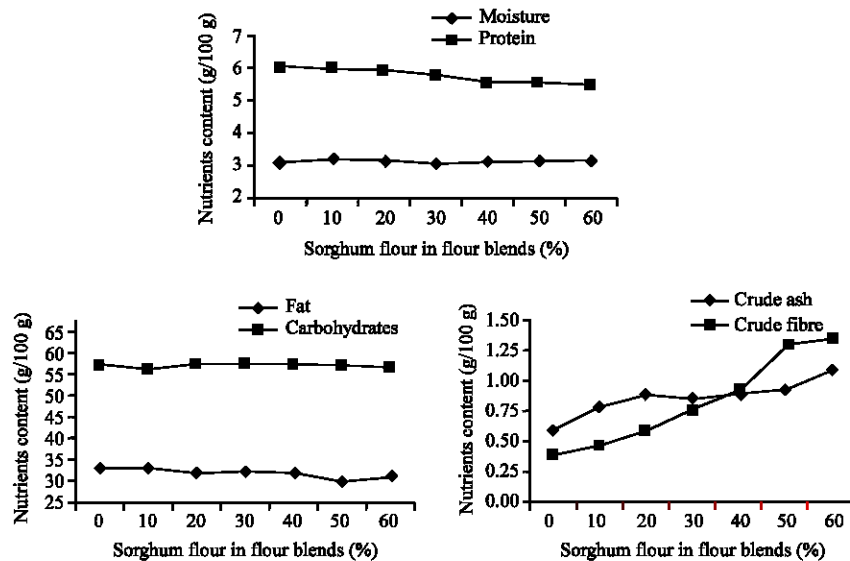 Moisture
Protein
Nutrients content (g/100 g)
7
6
5
4
3
2
0 10 20 30 40 50 60
Sorghum flour in flour blends (%)
Fat
Carbohydrates
Nutrients content (g/100 g)
65
60
55
50
45
40
35
30
25
0 10 20 30 40 50 60
Sorghum flour in flour blends (%)
Crude ash
Crude fibre
Nutrients content (g/100 g)
1.50
1.25
1.00
0.75
0.50
0.25
0.00
0 10 20 30 40 50 60
Sorghum flour in flour blends (%)